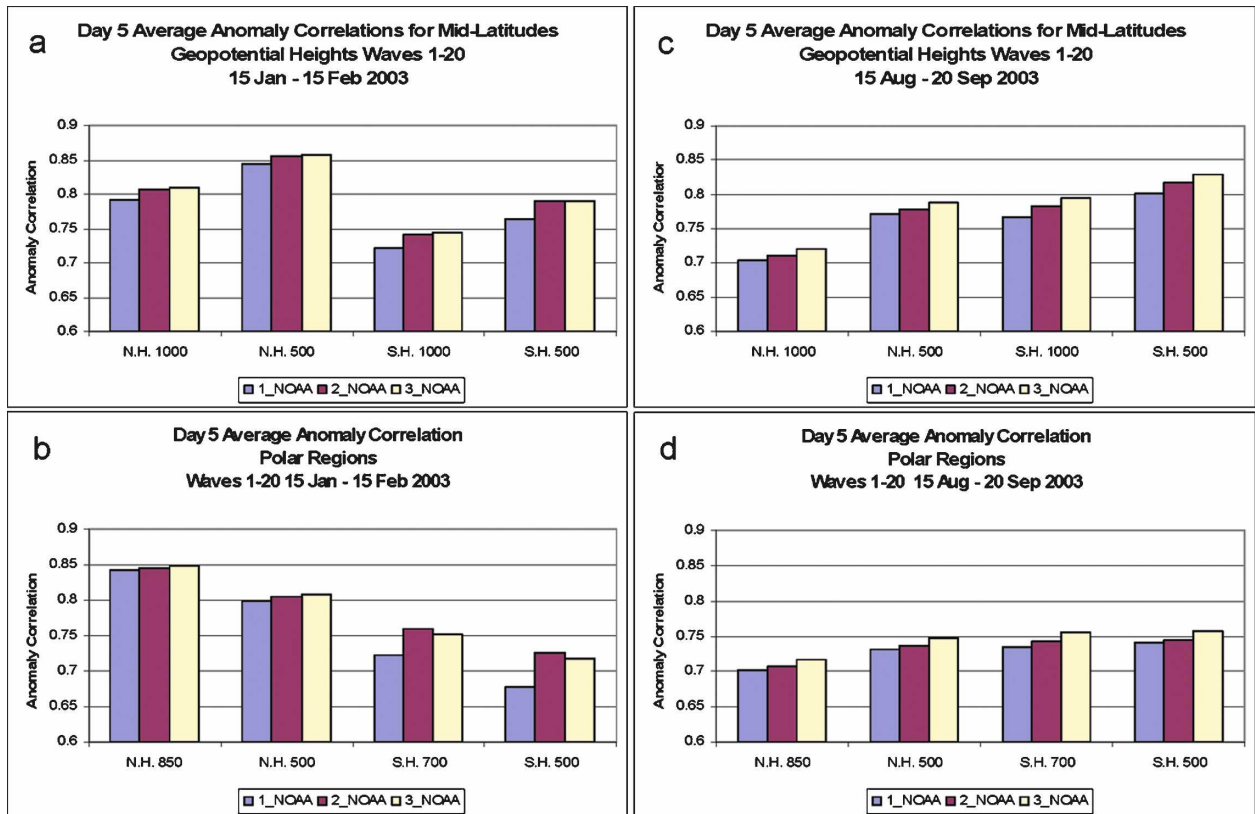 a
Day 5 Average Anomaly Correlations for Mid-Latitudes
Geopotential Heights Waves 1-20
15 Jan - 15 Feb 2003
Anomaly Correlation
0.9
0.85
0.8
0.75
0.7
0.65
0.6
N.H. 1000 N.H. 500 S.H. 1000 S.H. 500
1_NOAA 2_NOAA 3_NOAA
c
Day 5 Average Anomaly Correlations for Mid-Latitudes
Geopotential Heights Waves 1-20
15 Aug - 20 Sep 2003
Anomaly Correlation
0.9
0.85
0.8
0.75
0.7
0.65
0.6
N.H. 1000 N.H. 500 S.H. 1000 S.H. 500
1_NOAA 2_NOAA 3_NOAA
b
Day 5 Average Anomaly Correlation
Polar Regions
Waves 1-20 15 Jan - 15 Feb 2003
Anomaly Correlation
0.9
0.85
0.8
0.75
0.7
0.65
0.6
N.H. 850 N.H. 500 S.H. 700 S.H. 500
1_NOAA 2_NOAA 3_NOAA
d
Day 5 Average Anomaly Correlation
Polar Regions
Waves 1-20 15 Aug - 20 Sep 2003
Anomaly Correlation
0.9
0.85
0.8
0.75
0.7
0.65
0.6
N.H. 850 N.H. 500 S.H. 700 S.H. 500
1_NOAA 2_NOAA 3_NOAA